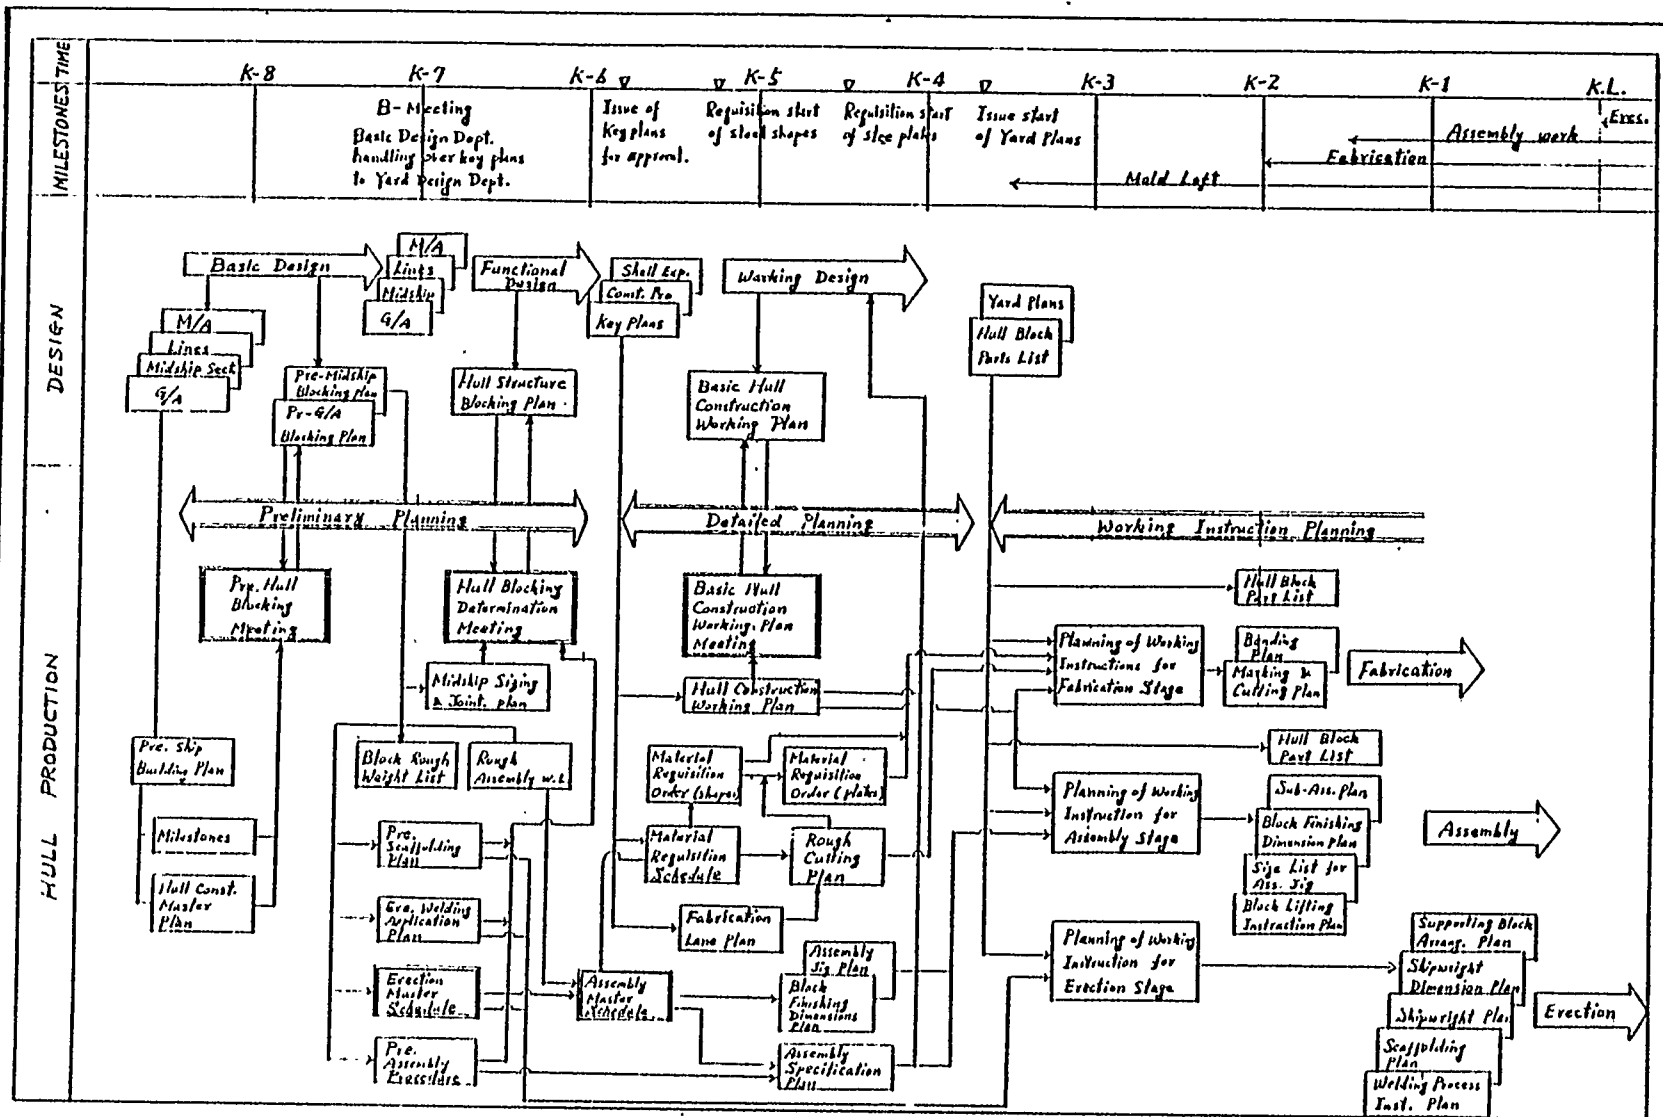 MILESTONES TIME
K-8
K-7
K-6
K-5
K-4
K-3
K-2
K-1
K.L.
B-Meeting
Basic Design Dept.
handling over key plans
to Yard Design Dept.
Issue of
Key plans
for approval.
Requisition start
of steel shapes
Requisition start
of slee plates
Issue start
of Yard Plans
Eres.
Assembly work
Fabrication
Mold Loft
DESIGN
Basic Design
M/A
Lines
Midship
G/A
Functional
Design
Shell Exp.
Const. Pro
Key Plans
Working Design
Yard Plans
Hull Block
Parts List
M/A
Lines
Midship Sect
G/A
Pre-Midship
Blocking Plan
Pr-G/A
Blocking Plan
Hull Structure
Blocking Plan
Basic Hull
Construction
Working Plan
Preliminary Planning
Detailed Planning
Working Instruction Planning
HULL PRODUCTION
Pre. Hull
Blocking
Meeting
Hull Blocking
Determination
Meeting
Basic Hull
Construction
Working. Plan
Meeting
Hull Block
Part List
Midship Sizing
& Joint. plan
Hull Construction
Working Plan
Planning of Working
Instructions for
Fabrication Stage
Bending
Plan
Marking &
Cutting Plan
Fabrication
Pre. Ship
Building Plan
Block Rough
Weight List
Rough
Assembly W.L
Material
Requisition
Order (shapes)
Material
Requisition
Order (plates)
Hull Block
Part List
Milestones
Pre.
Scaffolding
Plan
Material
Requisition
Schedule
Rough
Cutting
Plan
Planning of Working
Instruction for
Assembly Stage
Sub-Ass. Plan
Block Finishing
Dimension Plan
Size List for
Ass. Jig
Block Lifting
Instruction Plan
Assembly
Hull Const.
Master
Plan
Ere. Welding
Application
Plan
Fabrication
Lane Plan
Planning of Working
Instruction for
Erection Stage
Supporting Block
Arrang. Plan
Shipwright
Dimension Plan
Shipwright Plan
Scaffolding
Plan
Welding Process
Inst. Plan
Erection
Erection
Master
Schedule
Assembly
Master
Schedule
Assembly
Jig Plan
Block
Finishing
Dimensions
Plan
Pre.
Assembly
Procedure
Assembly
Specification
Plan